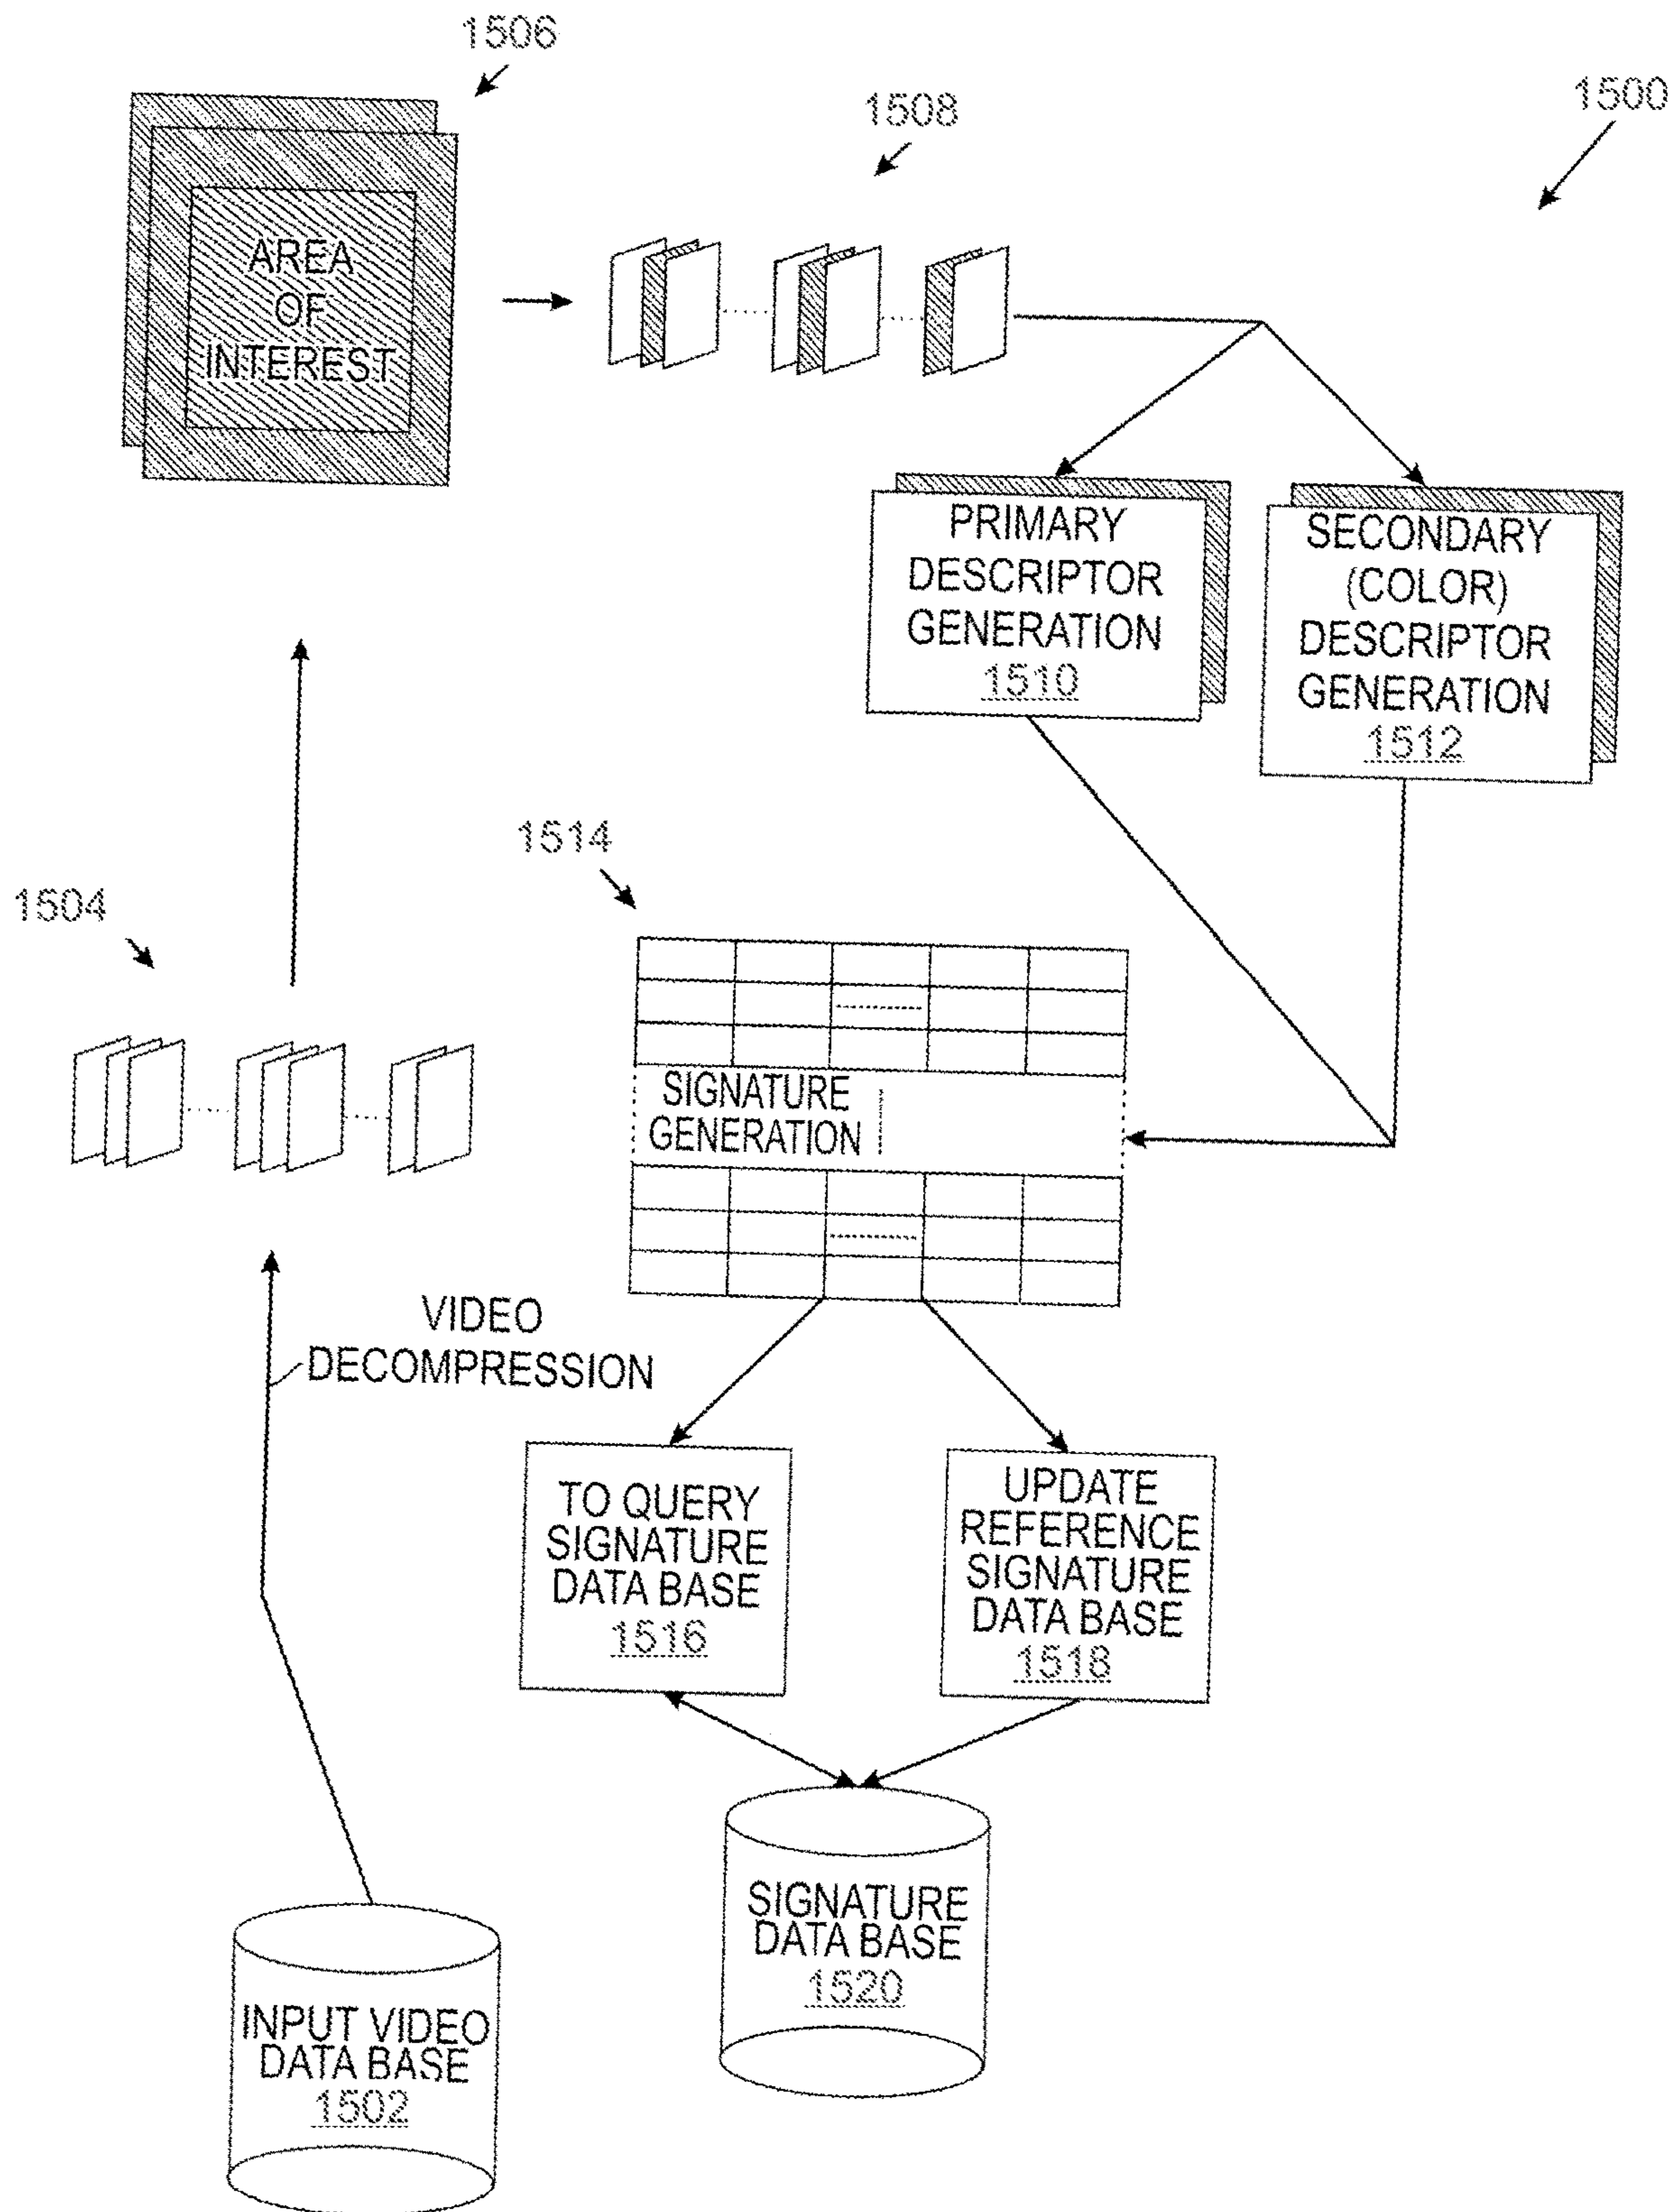 1506
1508
1500
AREA
OF
INTEREST
PRIMARY
DESCRIPTOR
GENERATION
1510
SECONDARY
(COLOR)
DESCRIPTOR
GENERATION
1512
1514
1504
SIGNATURE
GENERATION
VIDEO
DECOMPRESSION
TO QUERY
SIGNATURE
DATA BASE
1516
UPDATE
REFERENCE
SIGNATURE
DATA BASE
1518
SIGNATURE
DATA BASE
1520
INPUT VIDEO
DATA BASE
1502